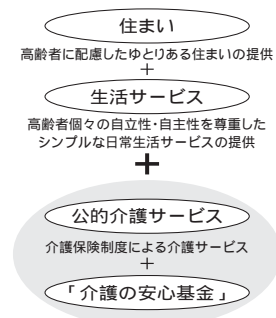 住まい
高齢者に配慮したゆとりある住まいの提供
+
生活サービス
高齢者個々の自立性・自主性を尊重した
シンプルな日常生活サービスの提供
+
公的介護サービス
介護保険制度による介護サービス
+
「介護の安心基金」